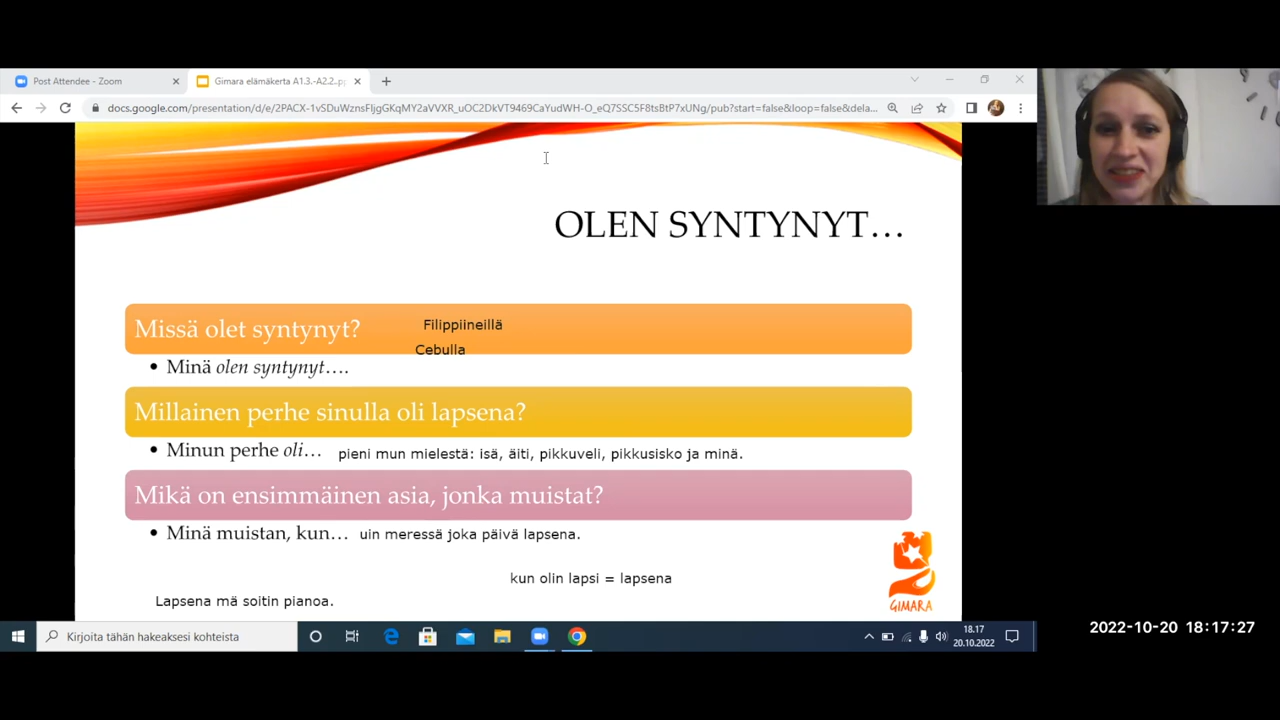 Post Attendee - Zoom
Gimara elämäkerta A1.3.-A2.2..pp
docs.google.com/presentation/d/e/2PACX-1vSDuWznsFIjgGKqMY2aVVXR_uOC2DkVT9469CaYudWH-O_eQ7SSC5F8tsBtP7xUNg/pub?start=false&loop=false&dela...
OLEN SYNTYNYT...
Missä olet syntynyt?
Filippiineillä
Cebulla
• Minä olen syntynyt....
Millainen perhe sinulla oli lapsena?
• Minun perhe oli... pieni mun mielestä: isä, äiti, pikkuveli, pikkusisko ja minä.
Mikä on ensimmäinen asia, jonka muistat?
• Minä muistan, kun... uin meressä joka päivä lapsena.
kun olin lapsi = lapsena
Lapsena mä soitin pianoa.
GIMARA
Kirjoita tähän hakeaksesi kohteista
18.17
20.10.2022
2022-10-20 18:17:27